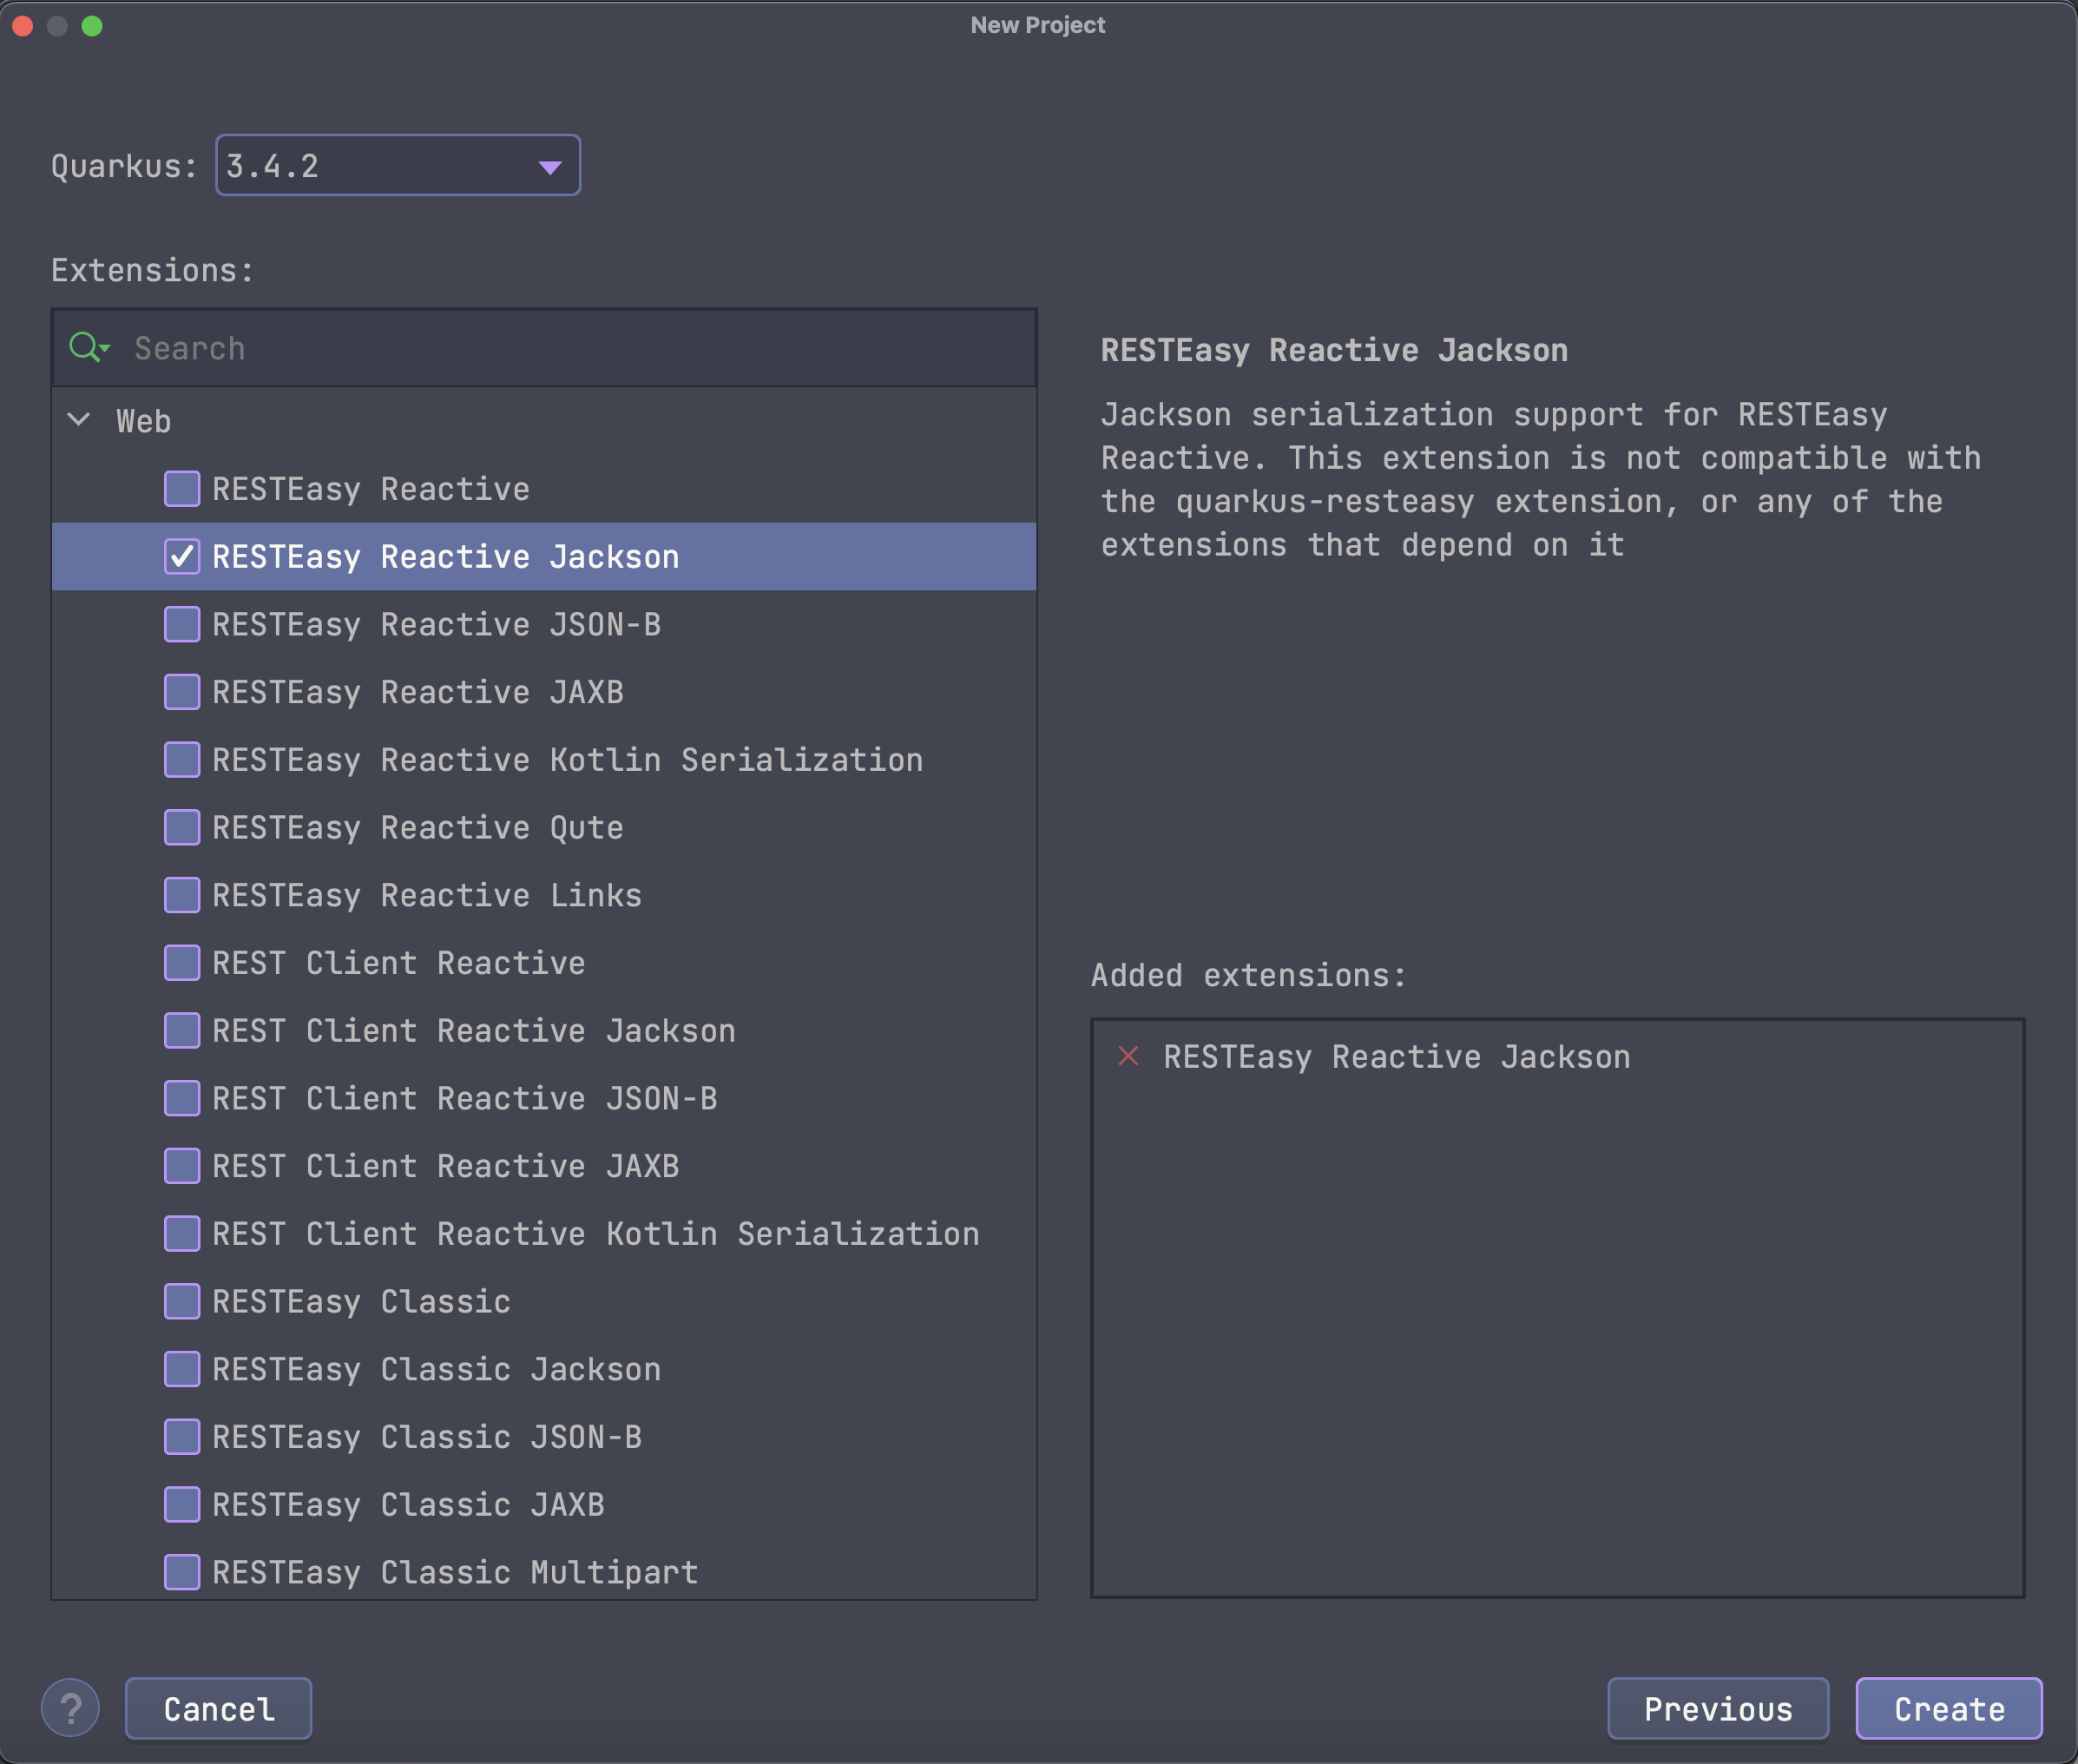 New Project
Quarkus: 3.4.2
Extensions:
Search
Web
RESTEasy Reactive
RESTEasy Reactive Jackson
RESTEasy Reactive JSON-B
RESTEasy Reactive JAXB
RESTEasy Reactive Kotlin Serialization
RESTEasy Reactive Qute
RESTEasy Reactive Links
REST Client Reactive
REST Client Reactive Jackson
REST Client Reactive JSON-B
REST Client Reactive JAXB
REST Client Reactive Kotlin Serialization
RESTEasy Classic
RESTEasy Classic Jackson
RESTEasy Classic JSON-B
RESTEasy Classic JAXB
RESTEasy Classic Multipart
RESTEasy Reactive Jackson
Jackson serialization support for RESTEasy
Reactive. This extension is not compatible with
the quarkus-resteasy extension, or any of the
extensions that depend on it
Added extensions:
RESTEasy Reactive Jackson
? Cancel Previous Create